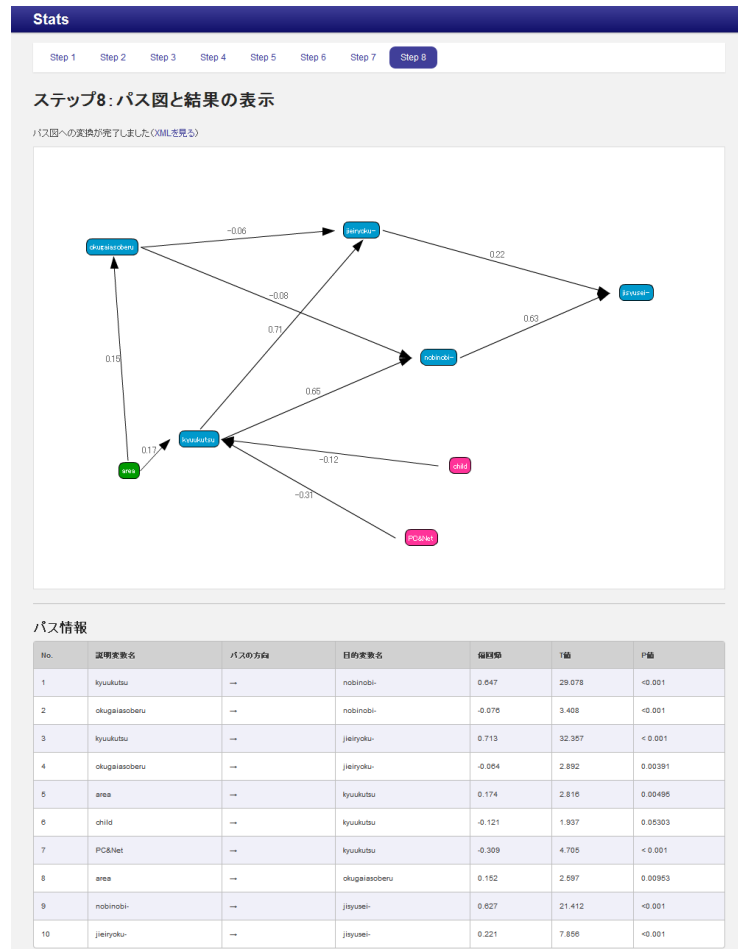 Stats
Step 1 Step 2 Step 3 Step 4 Step 5 Step 6 Step 7 Step 8
ステップ8：パス図と結果の表示
パス図への変換が完了しました(XMLを見る)
-0.06
jieiryoku-
okugaiasoberu
0.22
jisyusei-
-0.08
0.63
0.71
nobinobi-
0.15
0.65
kyuukutsu
0.17
-0.12
area
child
-0.31
PC&Net
パス情報
No. 説明変数名 パスの方向 目的変数名 偏回帰 T値 P値
1 kyuukutsu → nobinobi- 0.647 29.078 <0.001
2 okugaiasoberu → nobinobi- -0.076 3.408 <0.001
3 kyuukutsu → jieiryoku- 0.713 32.357 < 0.001
4 okugaiasoberu → jieiryoku- -0.064 2.892 0.00391
5 area → kyuukutsu 0.174 2.816 0.00495
6 child → kyuukutsu -0.121 1.937 0.05303
7 PC&Net → kyuukutsu -0.309 4.705 < 0.001
8 area → okugaiasoberu 0.152 2.597 0.00953
9 nobinobi- → jisyusei- 0.627 21.412 <0.001
10 jieiryoku- → jisyusei- 0.221 7.856 <0.001